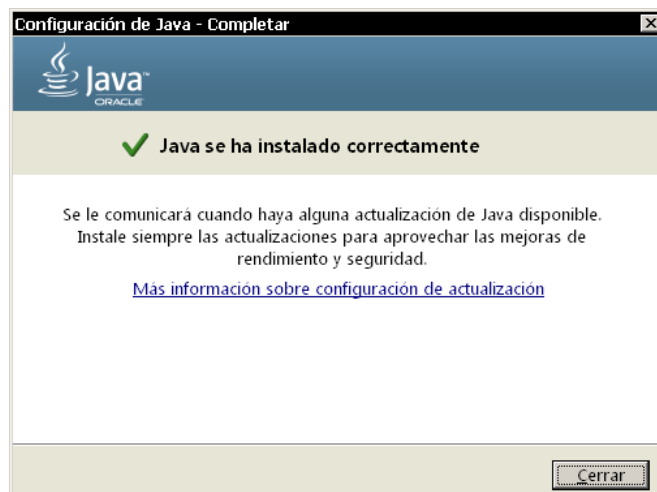 Configuración de Java - Completar
Java™
ORACLE
Java se ha instalado correctamente
Se le comunicará cuando haya alguna actualización de Java disponible.
Instale siempre las actualizaciones para aprovechar las mejoras de
rendimiento y seguridad.
Más información sobre configuración de actualización
Cerrar